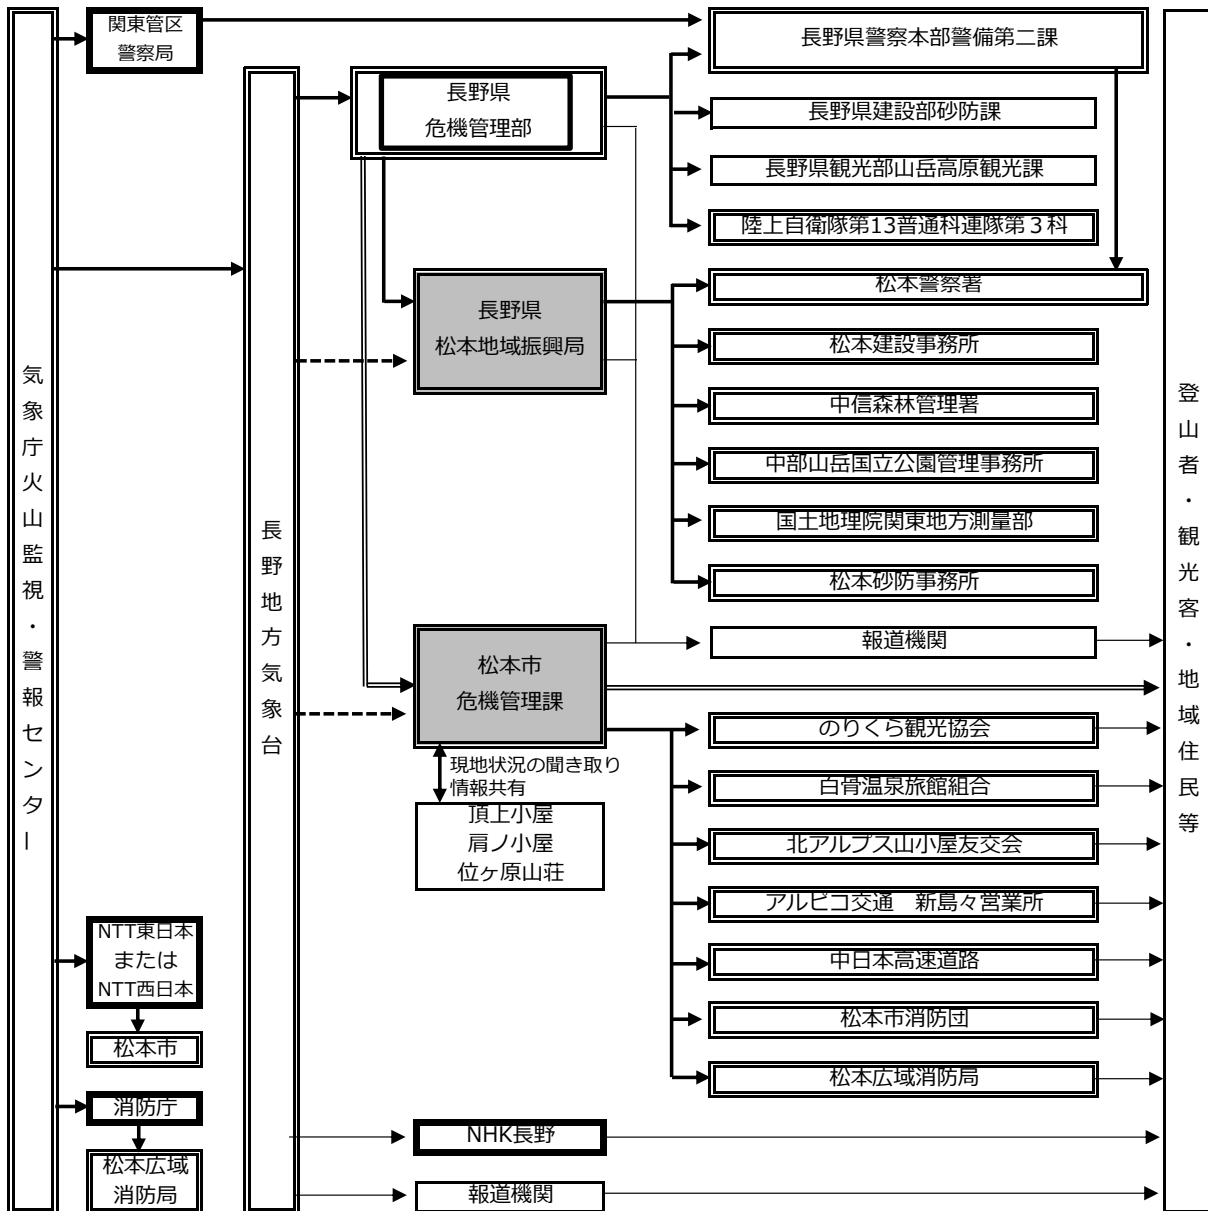 気象庁火山監視・警報センター
関東管区
警察局
NTT東日本
または
NTT西日本
松本市
消防庁
松本広域
消防局
長野地方気象台
長野県
危機管理部
長野県
松本地域振興局
松本市
危機管理課
現地状況の聞き取り
情報共有
頂上小屋
肩ノ小屋
位ヶ原山荘
NHK長野
報道機関
長野県警察本部警備第二課
長野県建設部砂防課
長野県観光部山岳高原観光課
陸上自衛隊第13普通科連隊第３科
松本警察署
松本建設事務所
中信森林管理署
中部山岳国立公園管理事務所
国土地理院関東地方測量部
松本砂防事務所
報道機関
のりくら観光協会
白骨温泉旅館組合
北アルプス山小屋友交会
アルピコ交通　新島々営業所
中日本高速道路
松本市消防団
松本広域消防局
登山者・観光客・地域住民等